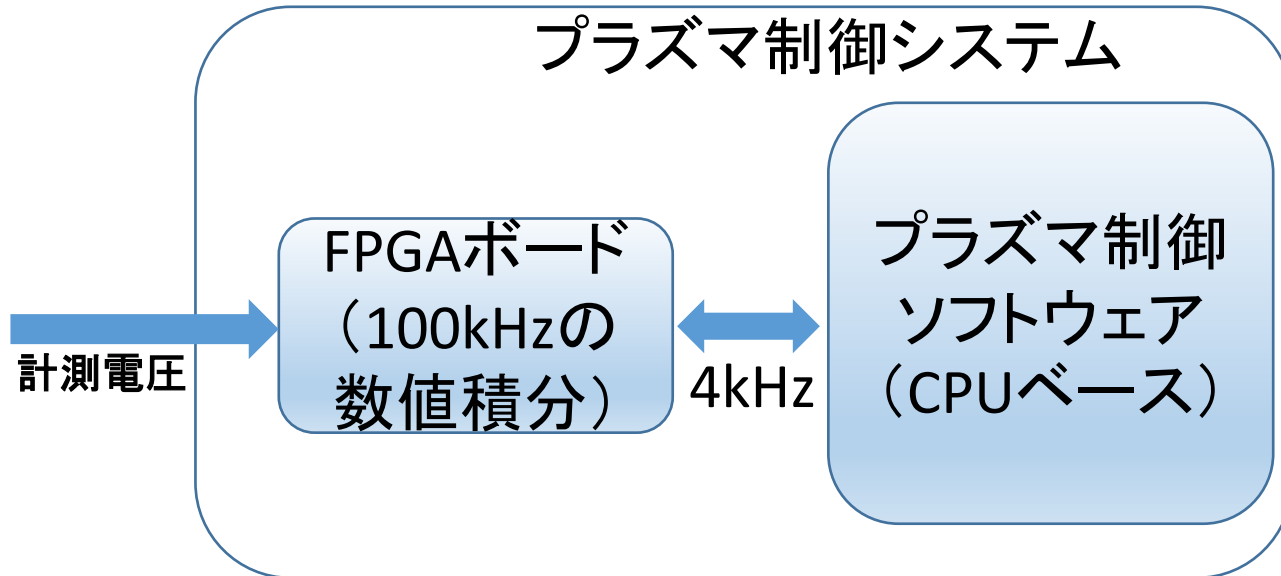 プラズマ制御システム
計測電圧
FPGAボード
（100kHzの
数値積分）
4kHz
プラズマ制御
ソフトウェア
（CPUベース）